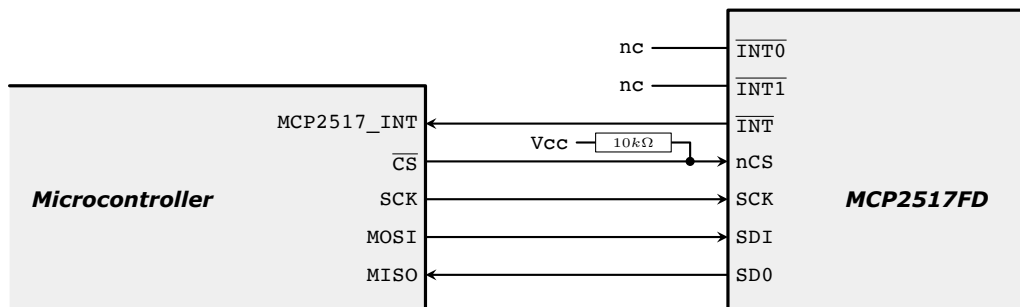 nc INT0
nc INT1
MCP2517_INT INT
Vcc 10kΩ
CS nCS
Microcontroller SCK SCK MCP2517FD
MOSI SDI
MISO SD0